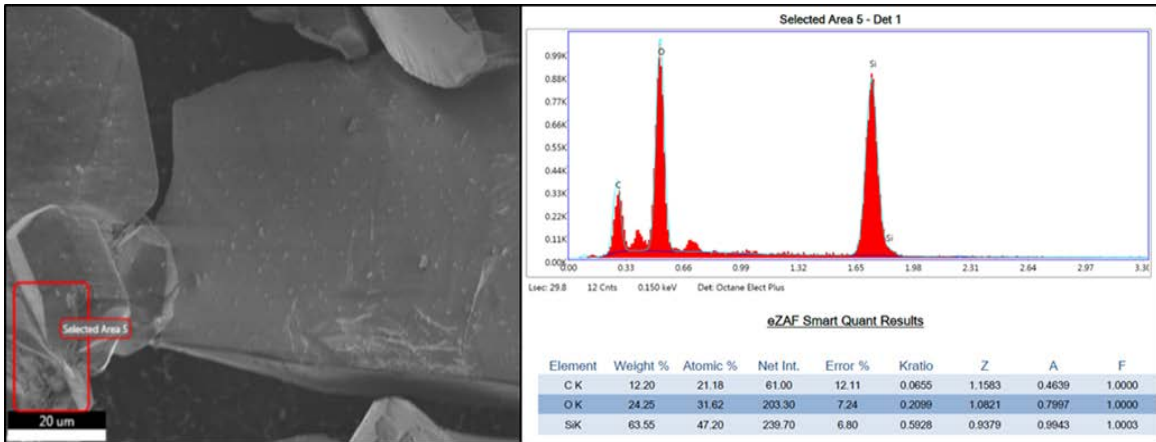 Selected Area 5
20 um
Selected Area 5 - Det 1
0.99K
0.88K
0.77K
0.66K
0.55K
0.44K
0.33K
0.22K
0.11K
0.00K
C
O
Si
Si
0.00 0.33 0.66 0.99 1.32 1.65 1.98 2.31 2.64 2.97 3.30
Lsec: 29.8 12 Cnts 0.150 keV Det: Octane Elect Plus
eZAF Smart Quant Results
Element Weight % Atomic % Net Int. Error % Kratio Z A F
C K 12.20 21.18 61.00 12.11 0.0655 1.1583 0.4639 1.0000
O K 24.25 31.62 203.30 7.24 0.2099 1.0821 0.7997 1.0000
SiK 63.55 47.20 239.70 6.80 0.5928 0.9379 0.9943 1.0003